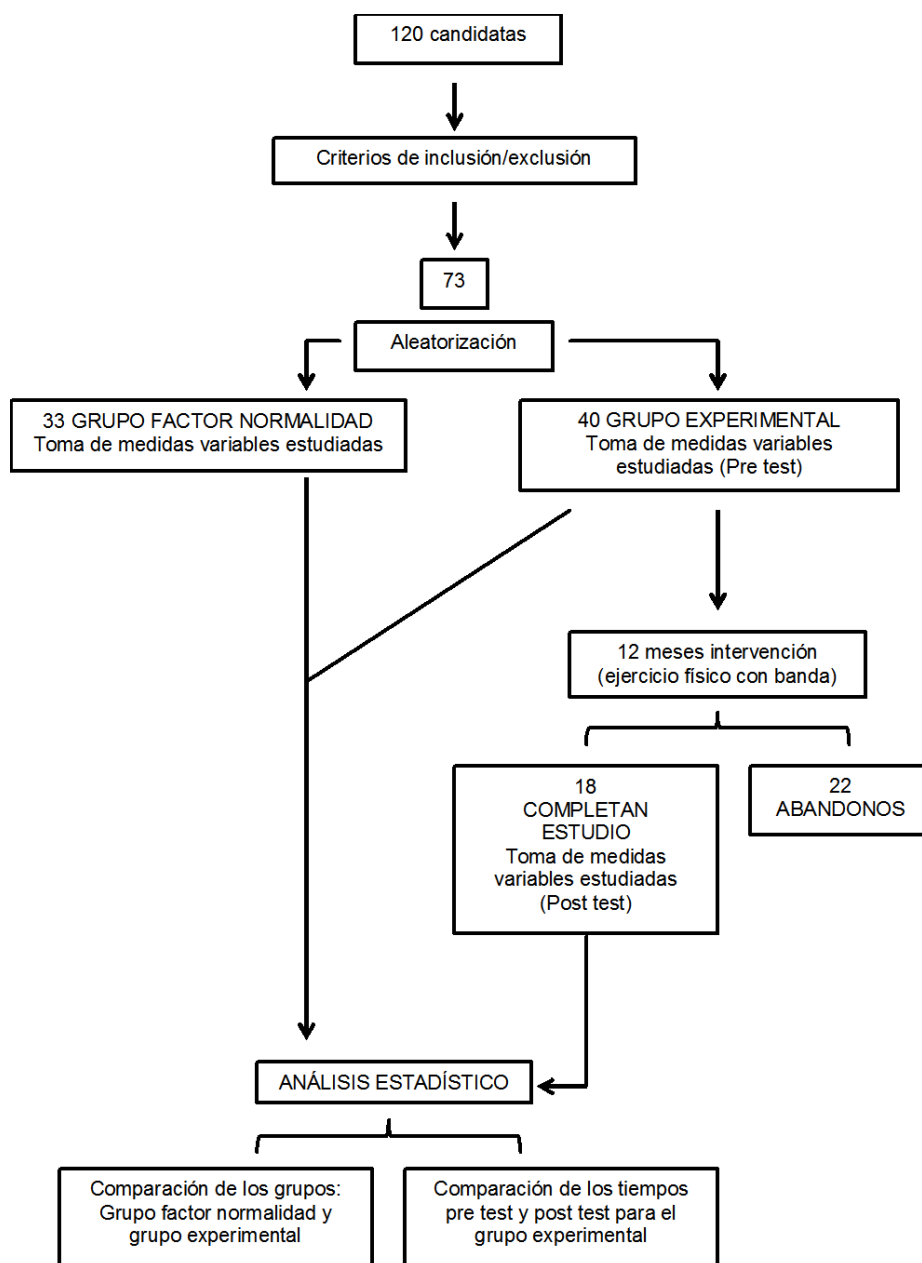 120 candidatas
Criterios de inclusión/exclusión
73
Aleatorización
33 GRUPO FACTOR NORMALIDAD
Toma de medidas variables estudiadas
40 GRUPO EXPERIMENTAL
Toma de medidas variables
estudiadas (Pre test)
12 meses intervención
(ejercicio físico con banda)
18
COMPLETAN
ESTUDIO
Toma de medidas
variables estudiadas
(Post test)
22
ABANDONOS
ANÁLISIS ESTADÍSTICO
Comparación de los grupos:
Grupo factor normalidad y
grupo experimental
Comparación de los tiempos
pre test y post test para el
grupo experimental